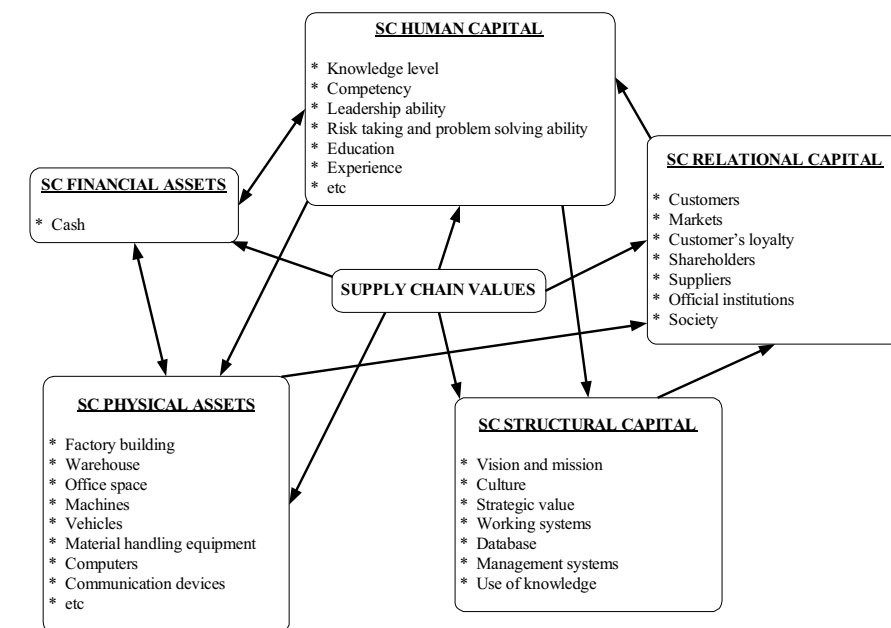 SC HUMAN CAPITAL
* Knowledge level
* Competency
* Leadership ability
* Risk taking and problem solving ability
* Education
* Experience
* etc
SC FINANCIAL ASSETS
* Cash
SC RELATIONAL CAPITAL
* Customers
* Markets
* Customer’s loyalty
* Shareholders
* Suppliers
* Official institutions
* Society
SUPPLY CHAIN VALUES
SC PHYSICAL ASSETS
* Factory building
* Warehouse
* Office space
* Machines
* Vehicles
* Material handling equipment
* Computers
* Communication devices
* etc
SC STRUCTURAL CAPITAL
* Vision and mission
* Culture
* Strategic value
* Working systems
* Database
* Management systems
* Use of knowledge